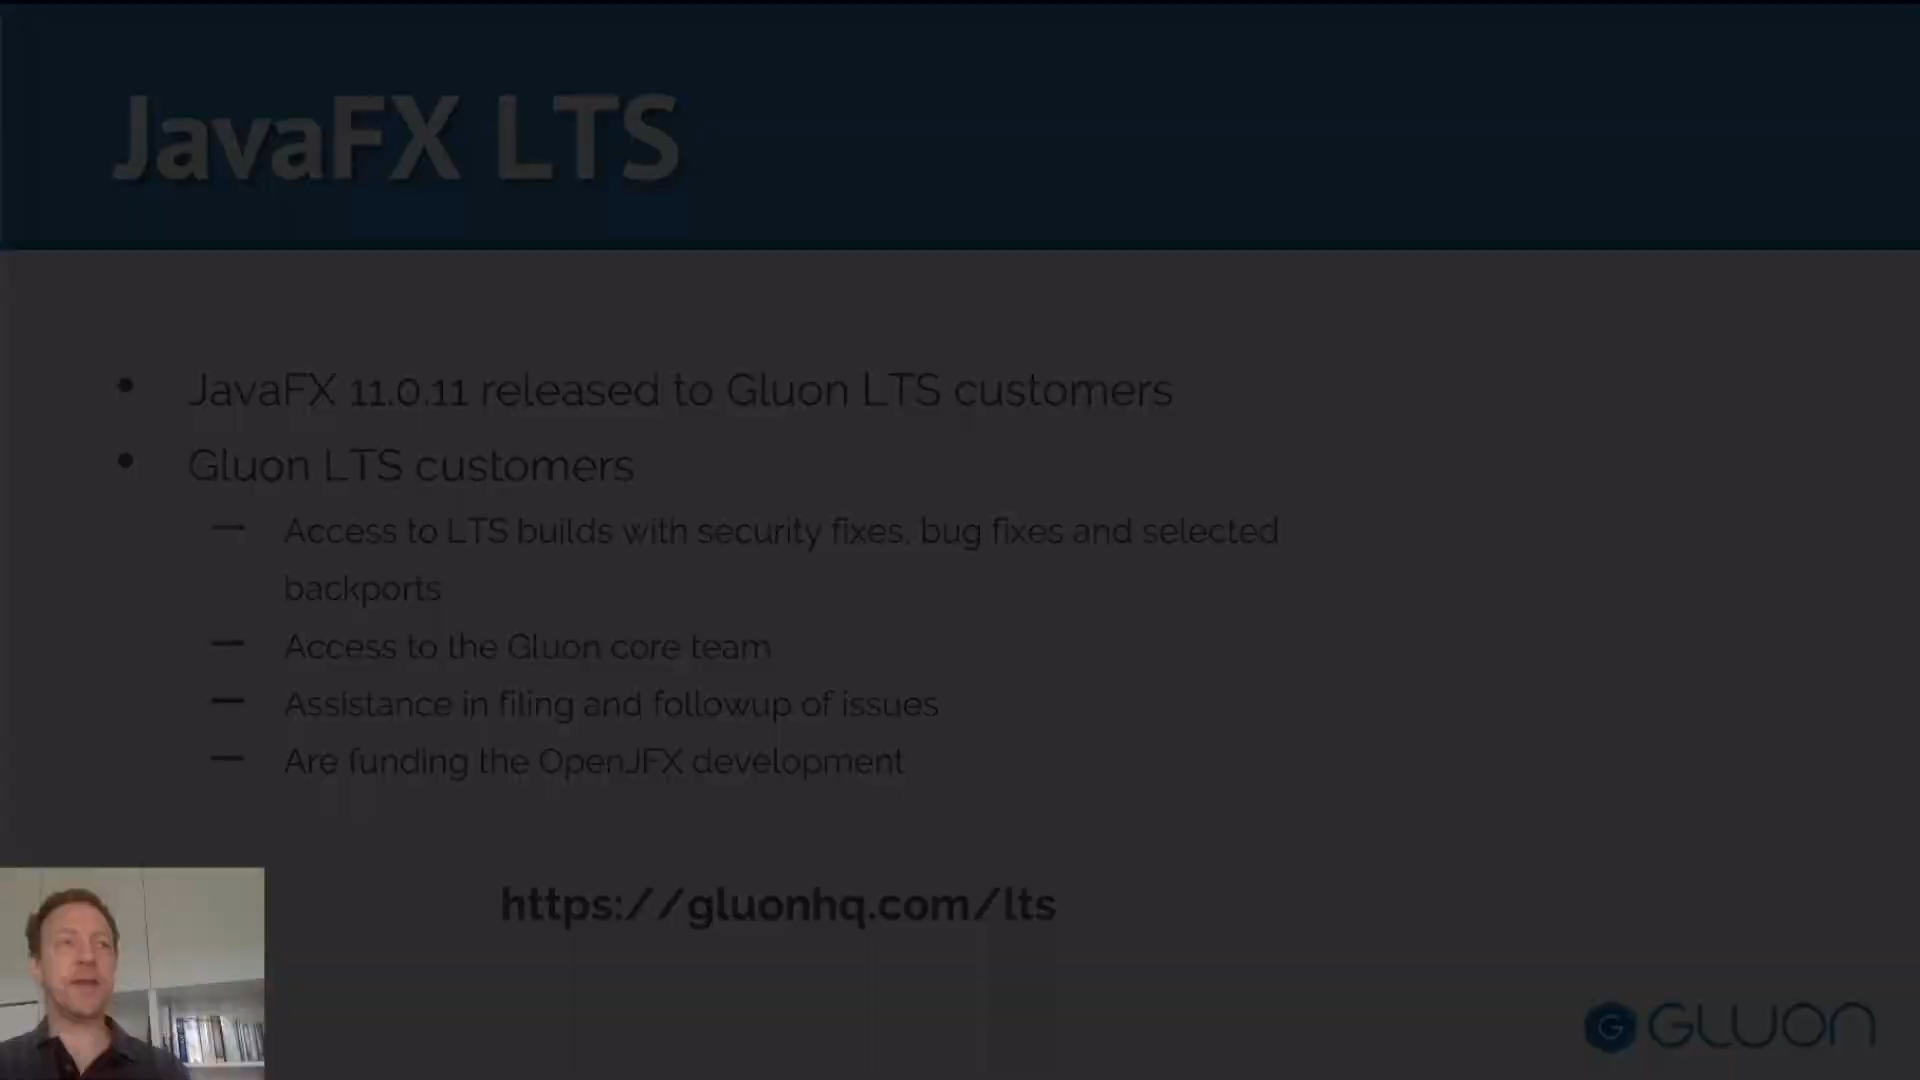 JavaFX LTS
• JavaFX 11.0.11 released to Gluon LTS customers
• Gluon LTS customers
— Access to LTS builds with security fixes, bug fixes and selected
backports
— Access to the Gluon core team
— Assistance in filing and followup of issues
— Are funding the OpenJFX development
https://gluonhq.com/lts
GLUON